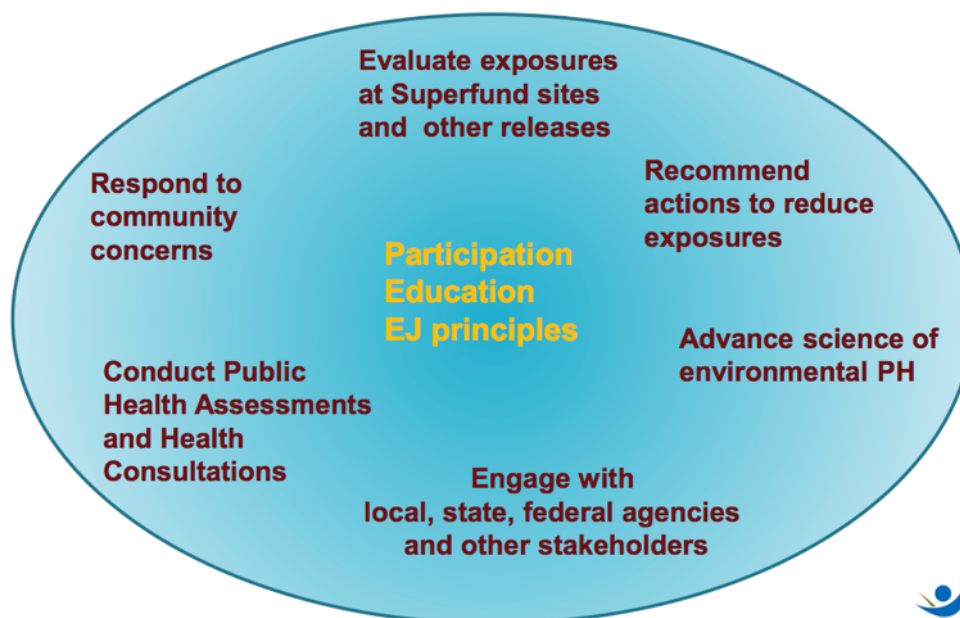 Evaluate exposures
at Superfund sites
and other releases
Recommend
actions to reduce
exposures
Respond to
community
concerns
Participation
Education
EJ principles
Advance science of
environmental PH
Conduct Public
Health Assessments
and Health
Consultations
Engage with
local, state, federal agencies
and other stakeholders